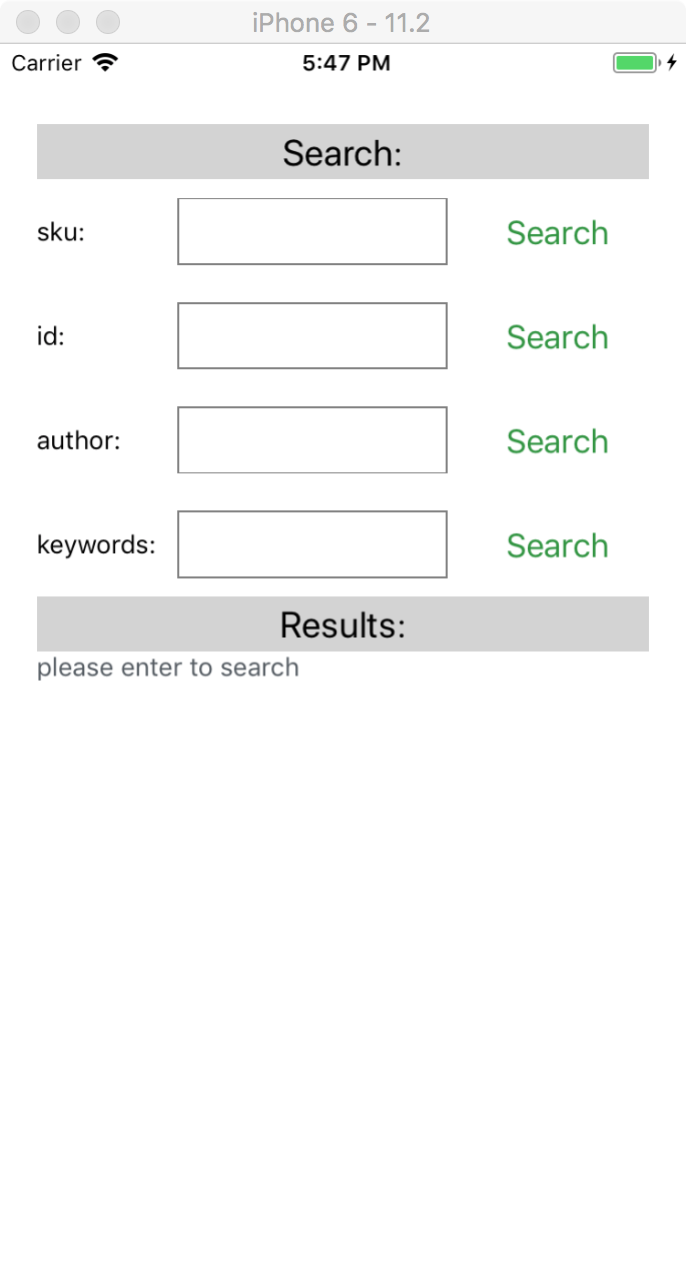 iPhone 6 - 11.2
Carrier 5:47 PM
Search:
sku: Search
id: Search
author: Search
keywords: Search
Results:
please enter to search